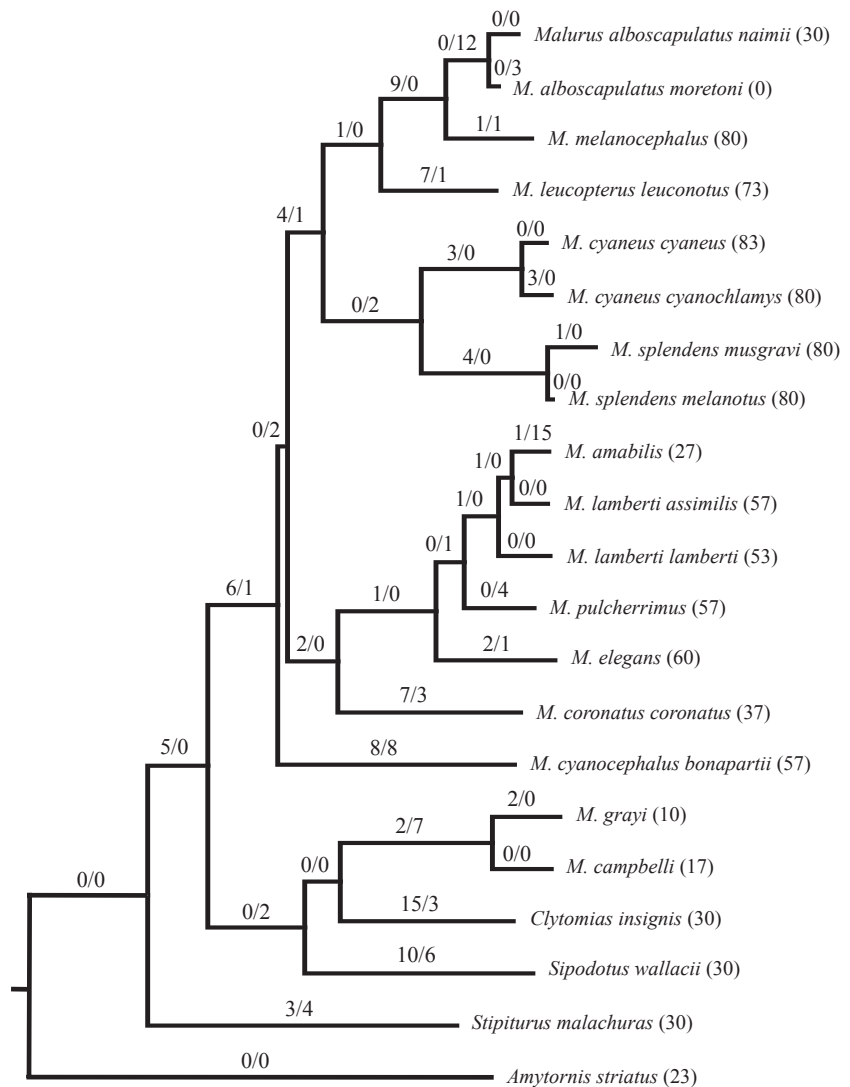 0/0
Malurus alboscapulatus naimii (30)
0/12
0/3
M. alboscapulatus moretoni (0)
9/0
1/1
M. melanocephalus (80)
1/0
7/1
M. leucopterus leuconotus (73)
4/1
0/0
M. cyaneus cyaneus (83)
3/0
3/0
M. cyaneus cyanochlamys (80)
0/2
1/0
M. splendens musgravi (80)
4/0
0/0
M. splendens melanotus (80)
0/2
1/15
M. amabilis (27)
1/0
0/0
M. lamberti assimilis (57)
1/0
0/0
M. lamberti lamberti (53)
0/1
0/4
M. pulcherrimus (57)
6/1
1/0
2/0
2/1
M. elegans (60)
7/3
M. coronatus coronatus (37)
5/0
8/8
M. cyanocephalus bonapartii (57)
2/0
M. grayi (10)
2/7
0/0
M. campbelli (17)
0/0
0/0
15/3
Clytomias insignis (30)
0/2
10/6
Sipodotus wallacii (30)
3/4
Stipiturus malachuras (30)
0/0
Amytornis striatus (23)